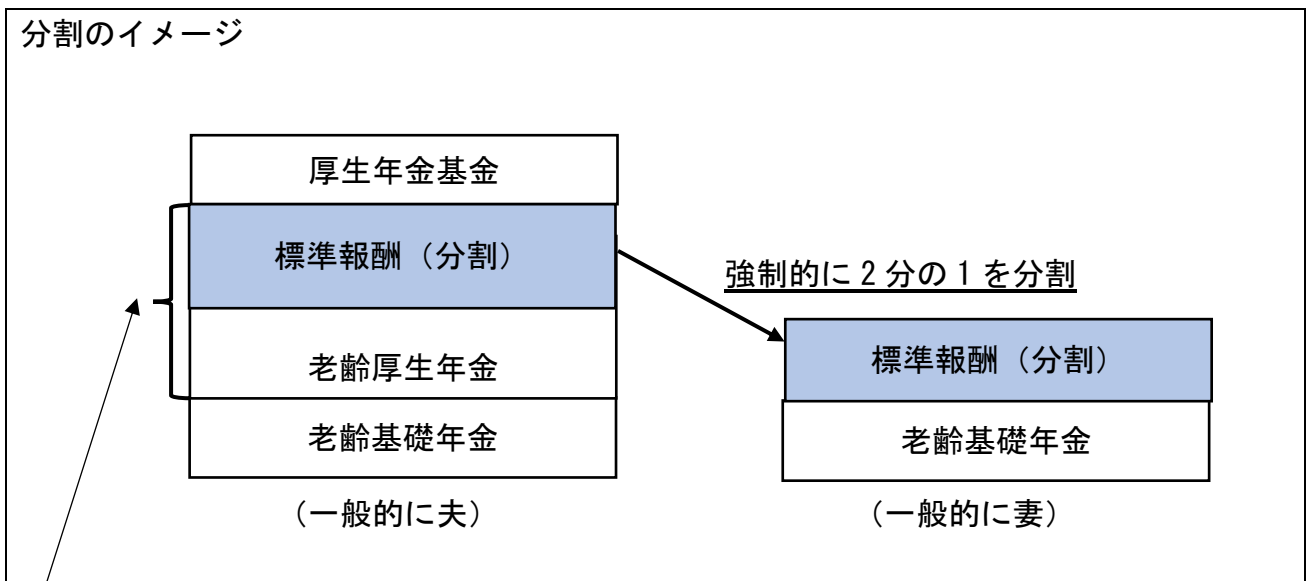 分割のイメージ
厚生年金基金
標準報酬（分割）
強制的に2分の1を分割
標準報酬（分割）
老齢厚生年金
老齢基礎年金
老齢基礎年金
（一般的に夫）
（一般的に妻）